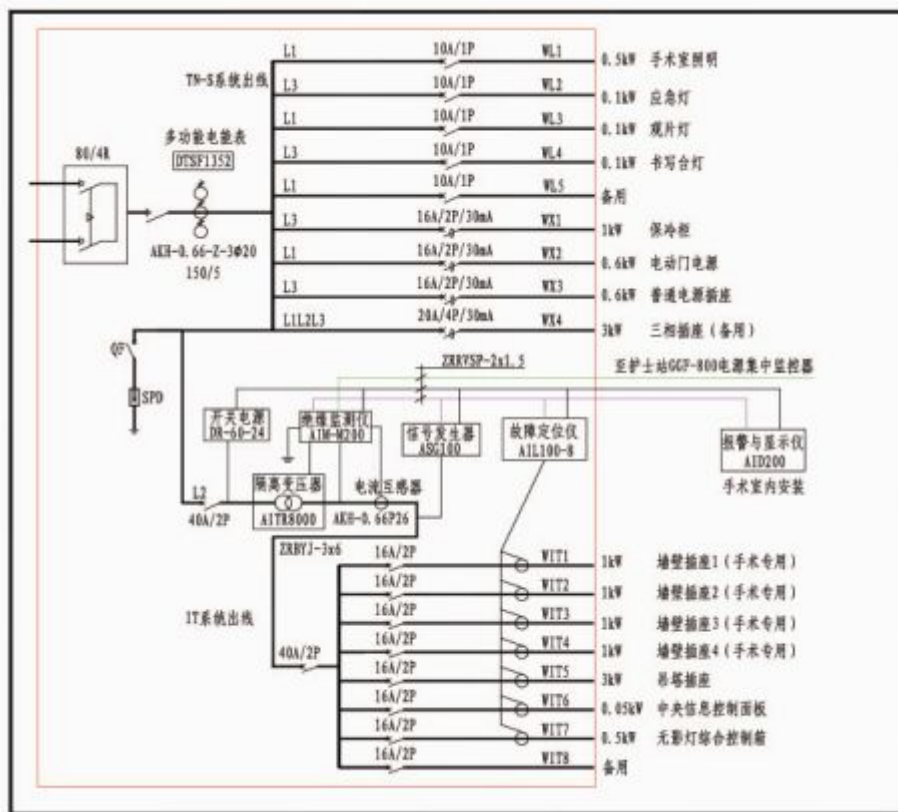 L1 10A/1P WL1 0.5kW 手术室照明
TN-S系统出线
L3 10A/1P WL2 0.1kW 应急灯
L1 10A/1P WL3 0.1kW 观片灯
多功能电能表
80/4R
DTSF1352
L3 10A/1P WL4 0.1kW 书写台灯
L1 10A/1P WL5 备用
L3 16A/2P/30mA WX1 1kW 保冷柜
AKH-0.66-Z-3Φ20
150/5
L1 16A/2P/30mA WX2 0.6kW 电动门电源
L3 16A/2P/30mA WX3 0.6kW 普通电源插座
L1L2L3 20A/4P/30mA WX4 3kW 三相插座（备用）
QF
ZRRVSP-2x1.5
至护士站GGF-800电源集中监控器
SPD
开关电源
DR-60-24
绝缘监测仪
AIM-M200
信号发生器
ASG100
故障定位仪
AIL100-8
报警与显示仪
AID200
手术室内安装
L2
40A/2P
隔离变压器
AITR8000
电流互感器
AKH-0.66P26
ZRBYJ-3x6
16A/2P WIT1 1kW 墙壁插座1（手术专用）
16A/2P WIT2 1kW 墙壁插座2（手术专用）
IT系统出线
16A/2P WIT3 1kW 墙壁插座3（手术专用）
16A/2P WIT4 1kW 墙壁插座4（手术专用）
40A/2P
16A/2P WIT5 3kW 吊塔插座
16A/2P WIT6 0.05kW 中央信息控制面板
16A/2P WIT7 0.5kW 无影灯综合控制箱
16A/2P WIT8 备用